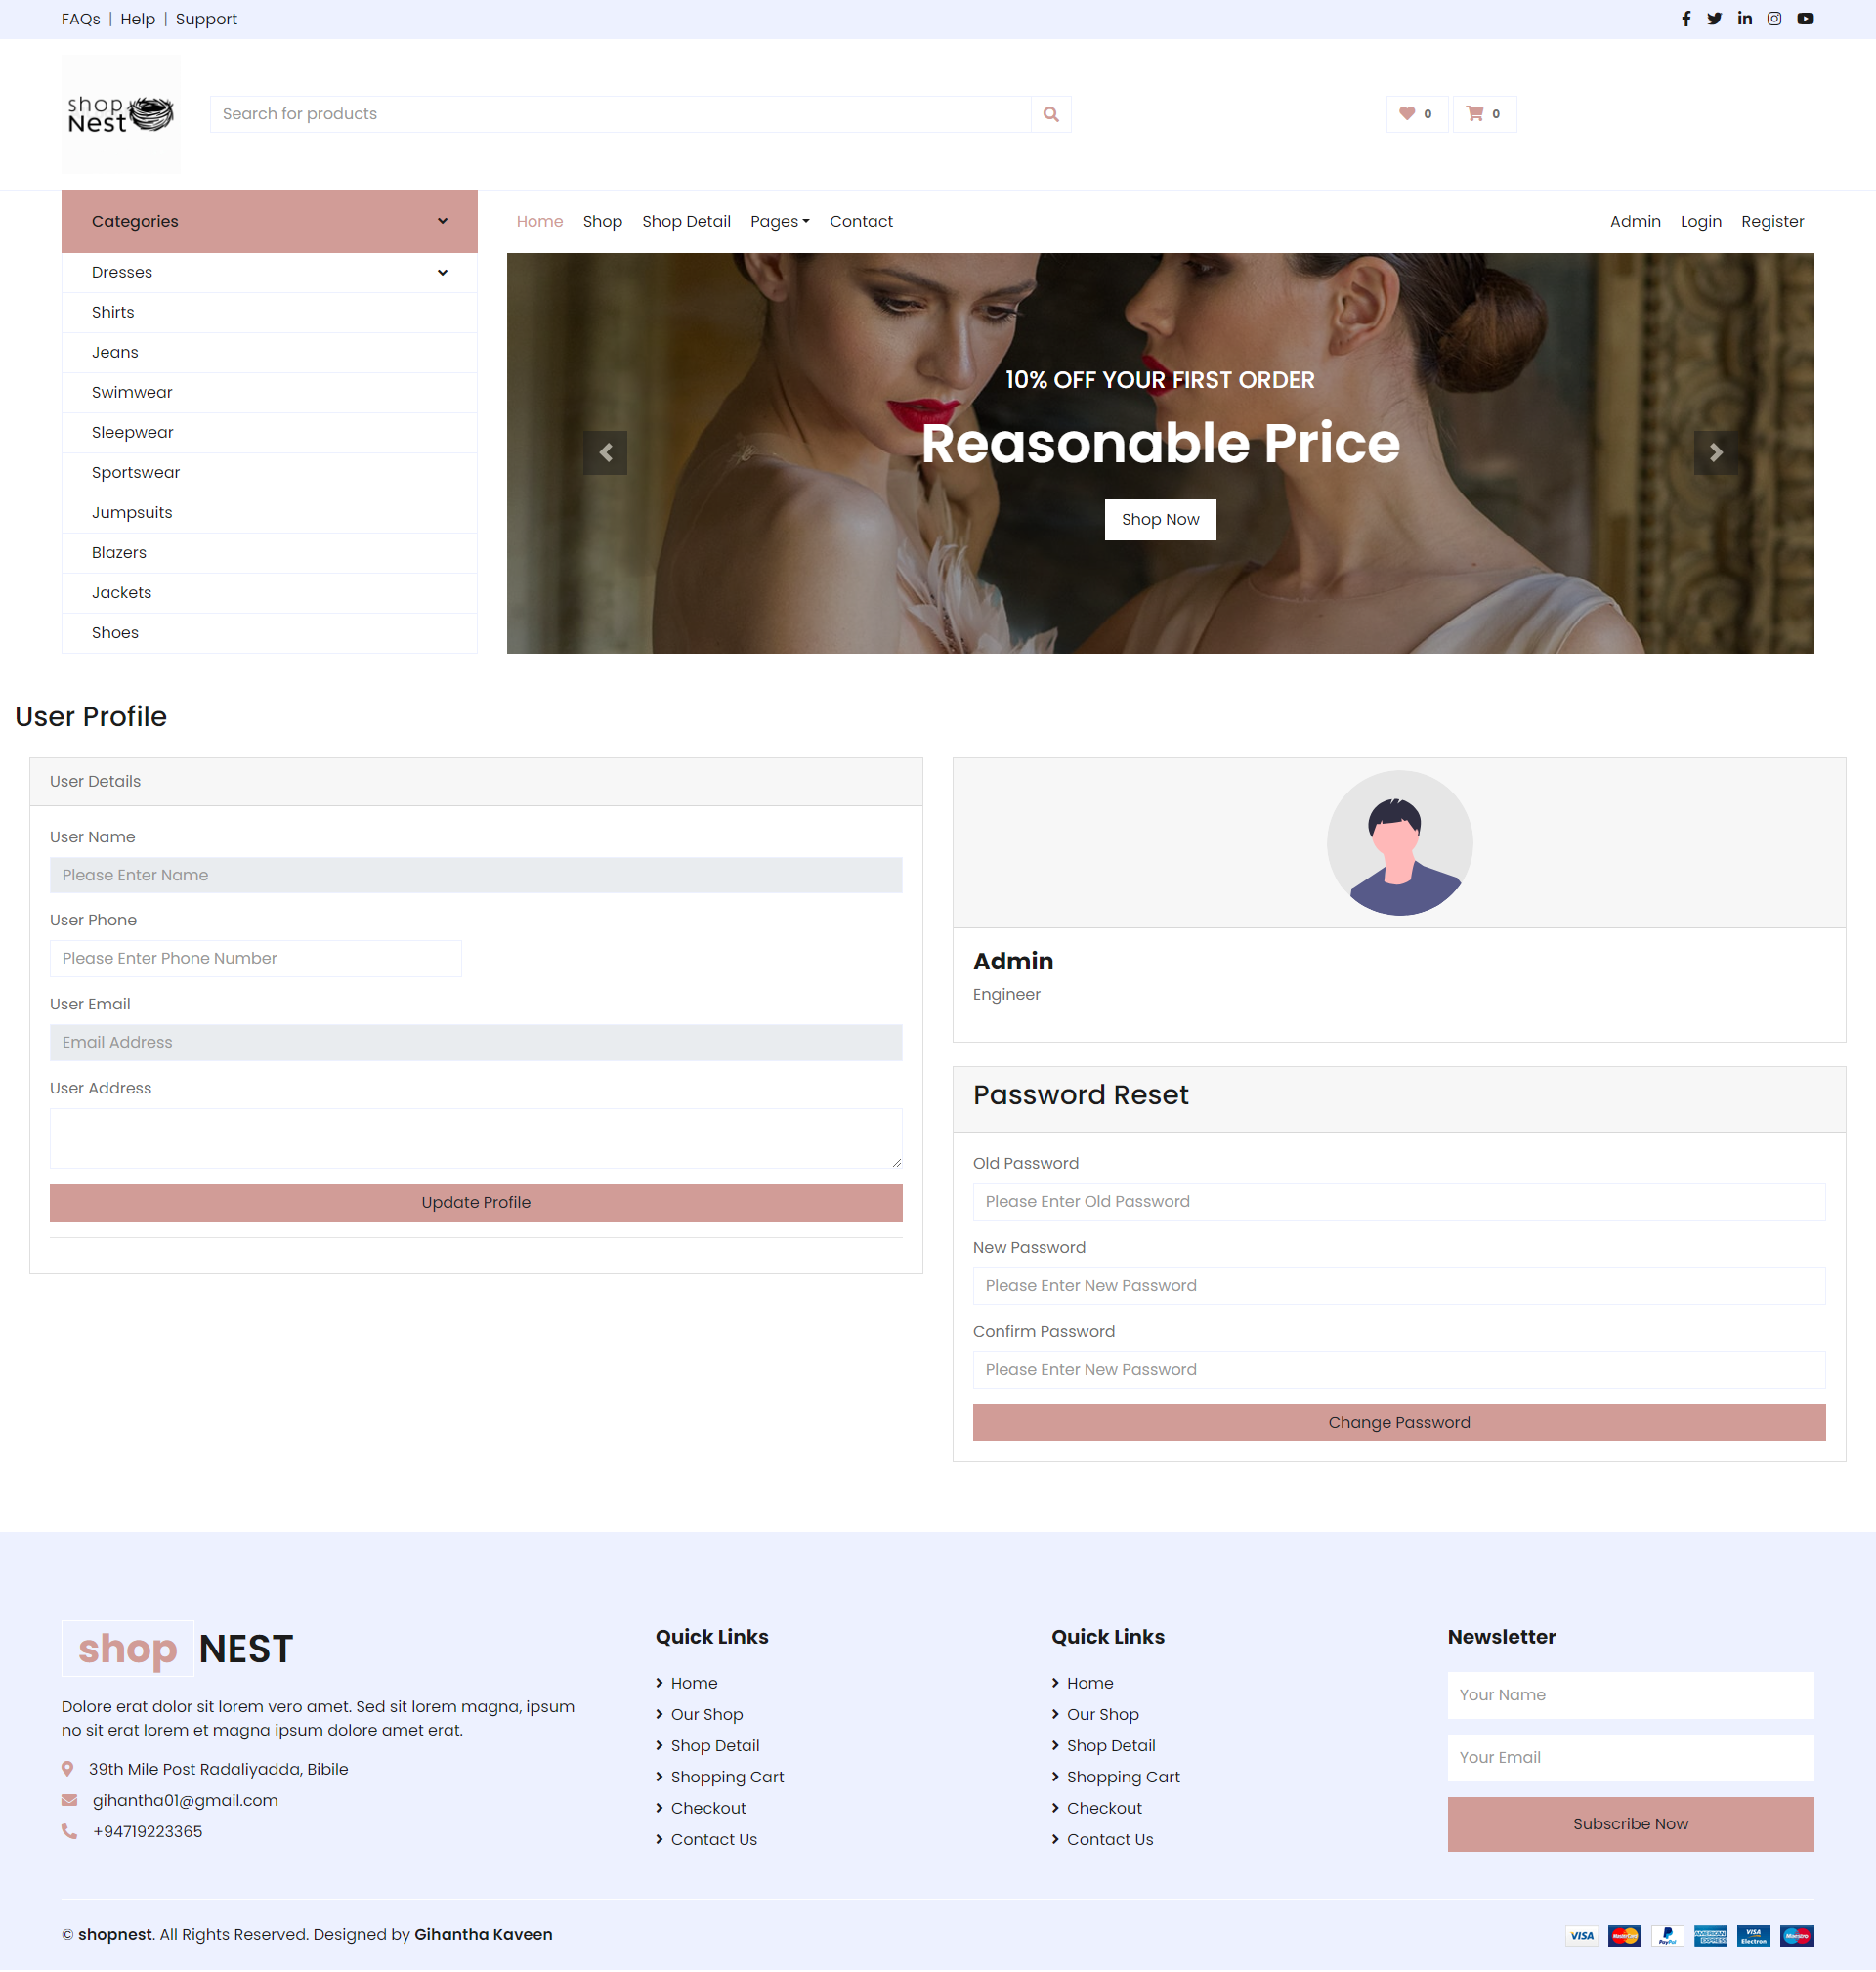 FAQs | Help | Support
shop
Nest
Search for products
0
0
Categories
Home Shop Shop Detail Pages Contact
Admin Login Register
Dresses
Shirts
Jeans
Swimwear
Sleepwear
Sportswear
Jumpsuits
Blazers
Jackets
Shoes
10% OFF YOUR FIRST ORDER
Reasonable Price
Shop Now
User Profile
User Details
User Name
Please Enter Name
User Phone
Please Enter Phone Number
User Email
Email Address
User Address
Update Profile
Admin
Engineer
Password Reset
Old Password
Please Enter Old Password
New Password
Please Enter New Password
Confirm Password
Please Enter New Password
Change Password
shop NEST
Dolore erat dolor sit lorem vero amet. Sed sit lorem magna, ipsum
no sit erat lorem et magna ipsum dolore amet erat.
39th Mile Post Radaliyadda, Bibile
gihantha01@gmail.com
+94719223365
Quick Links
Home
Our Shop
Shop Detail
Shopping Cart
Checkout
Contact Us
Quick Links
Home
Our Shop
Shop Detail
Shopping Cart
Checkout
Contact Us
Newsletter
Your Name
Your Email
Subscribe Now
© shopnest. All Rights Reserved. Designed by Gihantha Kaveen
VISA
MasterCard
PayPal
AMERICAN EXPRESS
VISA Electron
Maestro